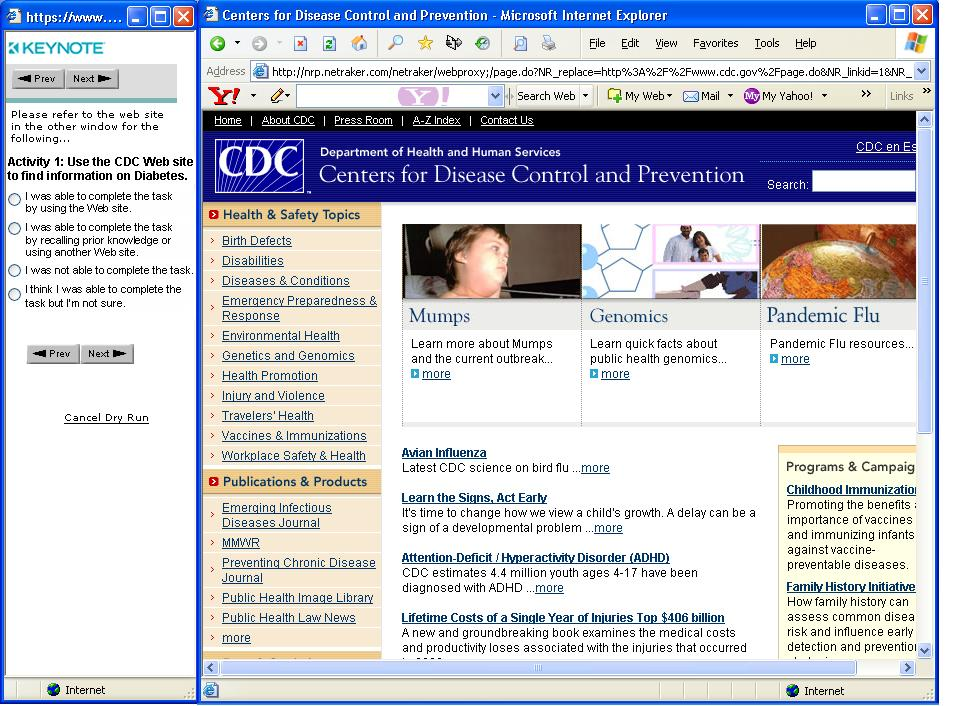 https://www....
KEYNOTE
Prev Next
Please refer to the web site
in the other window for the
following...
Activity 1: Use the CDC Web site
to find information on Diabetes.
I was able to complete the task
by using the Web site.
I was able to complete the task
by recalling prior knowledge or
using another Web site.
I was not able to complete the task.
I think I was able to complete the
task but I'm not sure.
Prev Next
Cancel Dry Run
Internet
Centers for Disease Control and Prevention - Microsoft Internet Explorer
File Edit View Favorites Tools Help
Address http://nrp.netraker.com/netraker/webproxy;/page.do?NR_replace=http%3A%2F%2Fwww.cdc.gov%2Fpage.do&NR_linkid=1&NR_
Y! Y! Search Web My Web Mail My Yahoo! » Links »
Home | About CDC | Press Room | A-Z Index | Contact Us
CDC
Department of Health and Human Services
Centers for Disease Control and Prevention
CDC en Es
Search:
Health & Safety Topics
Birth Defects
Disabilities
Diseases & Conditions
Emergency Preparedness &
Response
Environmental Health
Genetics and Genomics
Health Promotion
Injury and Violence
Travelers' Health
Vaccines & Immunizations
Workplace Safety & Health
Publications & Products
Emerging Infectious
Diseases Journal
MMWR
Preventing Chronic Disease
Journal
Public Health Image Library
Public Health Law News
more
Mumps
Learn more about Mumps
and the current outbreak...
more
Genomics
Learn quick facts about
public health genomics...
more
Pandemic Flu
Pandemic Flu resources...
more
Avian Influenza
Latest CDC science on bird flu ...more
Learn the Signs, Act Early
It's time to change how we view a child's growth. A delay can be a
sign of a developmental problem ...more
Attention-Deficit / Hyperactivity Disorder (ADHD)
CDC estimates 4.4 million youth ages 4-17 have been
diagnosed with ADHD ...more
Lifetime Costs of a Single Year of Injuries Top $406 billion
A new and groundbreaking book examines the medical costs
and productivity loses associated with the injuries that occurred
Programs & Campaig
Childhood Immunization
Promoting the benefits
importance of vaccines
and immunizing infants
against vaccine-
preventable diseases.
Family History Initiative
How family history can
assess common disea
risk and influence early
detection and prevention
Internet